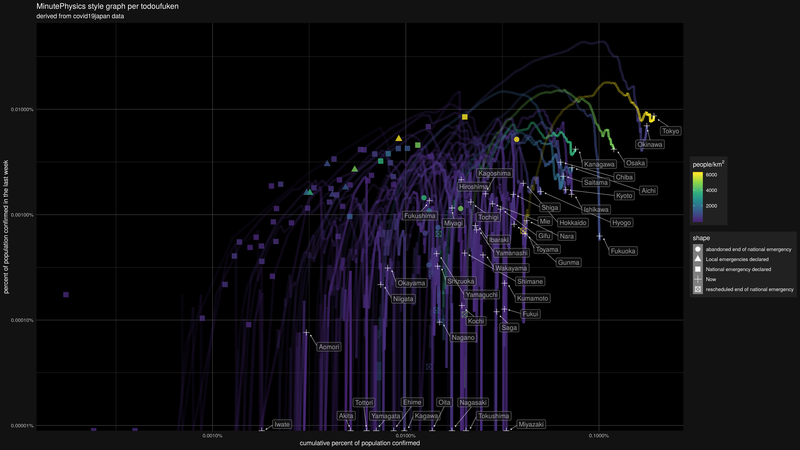 MinutePhysics style graph per todoufuken
derived from covid19japan data
percent of population confirmed in the last week
0.01000%
0.00100%
0.00010%
0.00001%
Tokyo
Okinawa
Kanagawa
Osaka
Kagoshima
Chiba
Hiroshima
Saitama
Aichi
Kyoto
Shiga
Ishikawa
Fukushima
Tochigi
Miyagi
Mie
Hokkaido
Hyogo
Gifu
Nara
Ibaraki
Toyama
Fukuoka
Yamanashi
Gunma
Wakayama
Okayama
Shizuoka
Shimane
Niigata
Yamaguchi
Kumamoto
Kochi
Fukui
Saga
Nagano
Aomori
Tottori
Ehime
Oita
Nagasaki
Iwate
Akita
Yamagata
Kagawa
Tokushima
Miyazaki
0.0010%
0.0100%
0.1000%
cumulative percent of population confirmed
people/km²
6000
4000
2000
shape
abandoned end of national emergency
Local emergencies declared
National emergency declared
Now
rescheduled end of national emergency